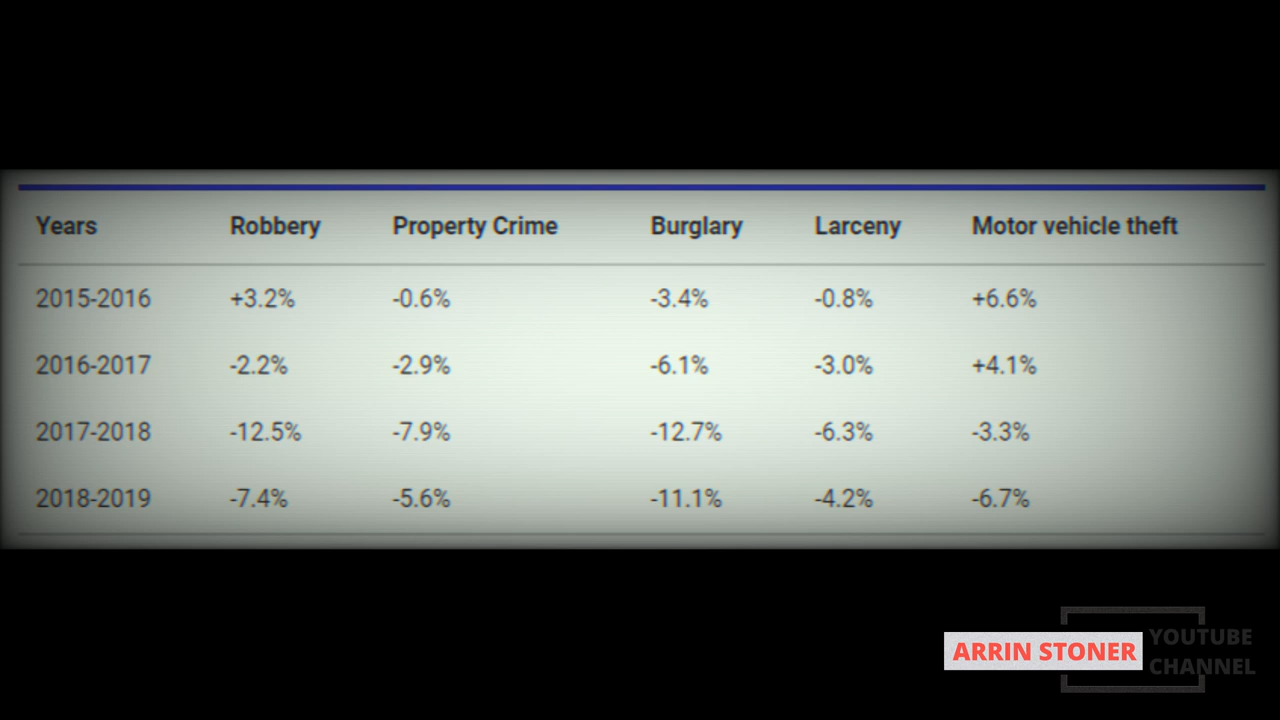 Years Robbery Property Crime Burglary Larceny Motor vehicle theft
2015-2016 +3.2% -0.6% -3.4% -0.8% +6.6%
2016-2017 -2.2% -2.9% -6.1% -3.0% +4.1%
2017-2018 -12.5% -7.9% -12.7% -6.3% -3.3%
2018-2019 -7.4% -5.6% -11.1% -4.2% -6.7%
ARRIN STONER
YOUTUBE
CHANNEL